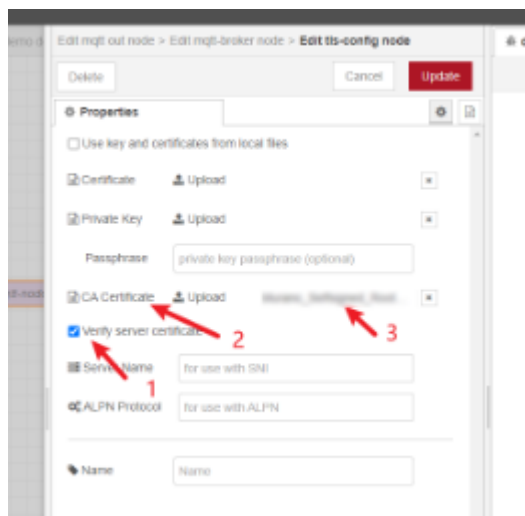 Edit mqtt out node > Edit mqtt-broker node > Edit tls-config node
Delete
Cancel
Update
Properties
Use key and certificates from local files
Certificate
Upload
Private Key
Upload
Passphrase
private key passphrase (optional)
CA Certificate
Upload
2
3
Verify server certificate
1
Server Name
for use with SNI
ALPN Protocol
for use with ALPN
Name
Name